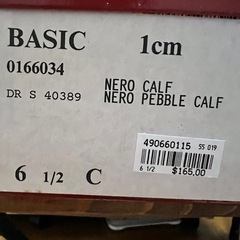 BASIC 1cm
0166034
NERO CALF
DR S 40389 NERO PEBBLE CALF
490660115 55 019
6 1/2 $165.00
6 1/2 C